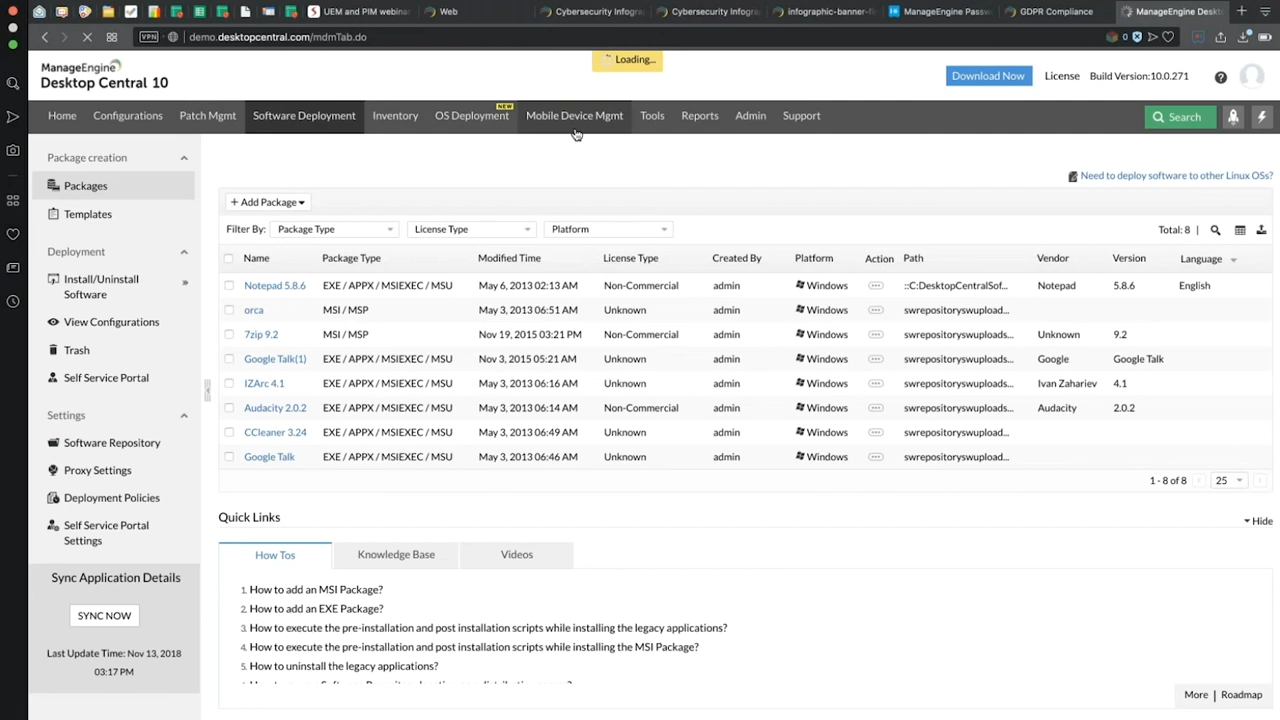 UEM and PIM webinar
Web
Cybersecurity Infogra
Cybersecurity Infogra
infographic-banner-fi
ManageEngine Passw
GDPR Compliance
ManageEngine Deskt
VPN
demo.desktopcentral.com/mdmTab.do
0
ManageEngine
Desktop Central 10
Loading...
Download Now
License
Build Version:10.0.271
Home
Configurations
Patch Mgmt
Software Deployment
Inventory
OS Deployment
NEW
Mobile Device Mgmt
Tools
Reports
Admin
Support
Search
Package creation
Packages
Templates
Deployment
Install/Uninstall
Software
View Configurations
Trash
Self Service Portal
Settings
Software Repository
Proxy Settings
Deployment Policies
Self Service Portal
Settings
Sync Application Details
SYNC NOW
Last Update Time: Nov 13, 2018
03:17 PM
Need to deploy software to other Linux OSs?
+ Add Package
Filter By: Package Type License Type Platform
Total: 8 |
Name Package Type Modified Time License Type Created By Platform Action Path Vendor Version Language
Notepad 5.8.6 EXE / APPX / MSIEXEC / MSU May 6, 2013 02:13 AM Non-Commercial admin Windows ::C:DesktopCentralSof... Notepad 5.8.6 English
orca MSI / MSP May 3, 2013 06:51 AM Unknown admin Windows swrepositoryswupload...
7zip 9.2 MSI / MSP Nov 19, 2015 03:21 PM Non-Commercial admin Windows swrepositoryswuploads... Unknown 9.2
Google Talk(1) EXE / APPX / MSIEXEC / MSU Nov 3, 2015 05:21 AM Unknown admin Windows swrepositoryswuploads... Google Google Talk
IZArc 4.1 EXE / APPX / MSIEXEC / MSU May 3, 2013 06:16 AM Unknown admin Windows swrepositoryswuploads... Ivan Zahariev 4.1
Audacity 2.0.2 EXE / APPX / MSIEXEC / MSU May 3, 2013 06:14 AM Non-Commercial admin Windows swrepositoryswuploads... Audacity 2.0.2
CCleaner 3.24 EXE / APPX / MSIEXEC / MSU May 3, 2013 06:49 AM Unknown admin Windows swrepositoryswupload...
Google Talk EXE / APPX / MSIEXEC / MSU May 3, 2013 06:46 AM Unknown admin Windows swrepositoryswupload...
1 - 8 of 8 25
Quick Links
Hide
How Tos
Knowledge Base
Videos
1. How to add an MSI Package?
2. How to add an EXE Package?
3. How to execute the pre-installation and post installation scripts while installing the legacy applications?
4. How to execute the pre-installation and post installation scripts while installing the MSI Package?
5. How to uninstall the legacy applications?
More | Roadmap